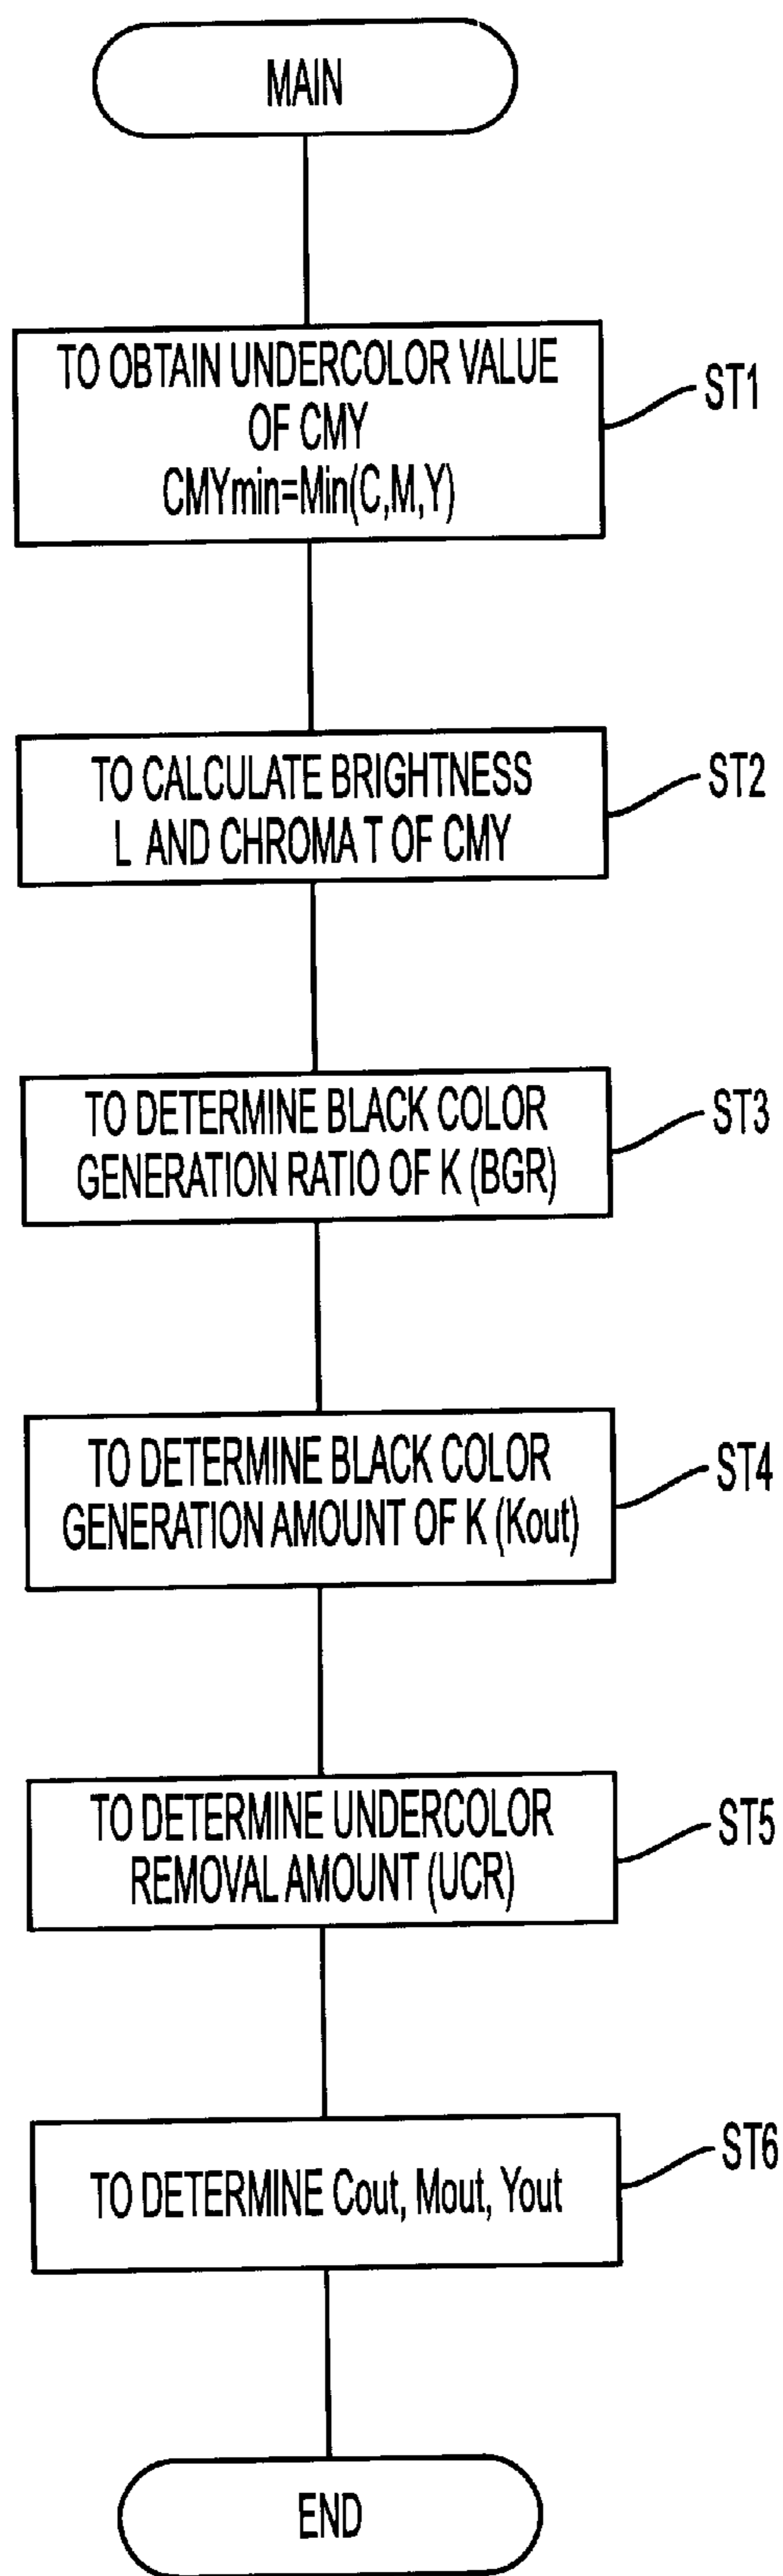 MAIN
TO OBTAIN UNDERCOLOR VALUE
OF CMY
CMYmin=Min(C,M,Y)
ST1
TO CALCULATE BRIGHTNESS
L AND CHROMA T OF CMY
ST2
TO DETERMINE BLACK COLOR
GENERATION RATIO OF K (BGR)
ST3
TO DETERMINE BLACK COLOR
GENERATION AMOUNT OF K (Kout)
ST4
TO DETERMINE UNDERCOLOR
REMOVAL AMOUNT (UCR)
ST5
TO DETERMINE Cout, Mout, Yout
ST6
END